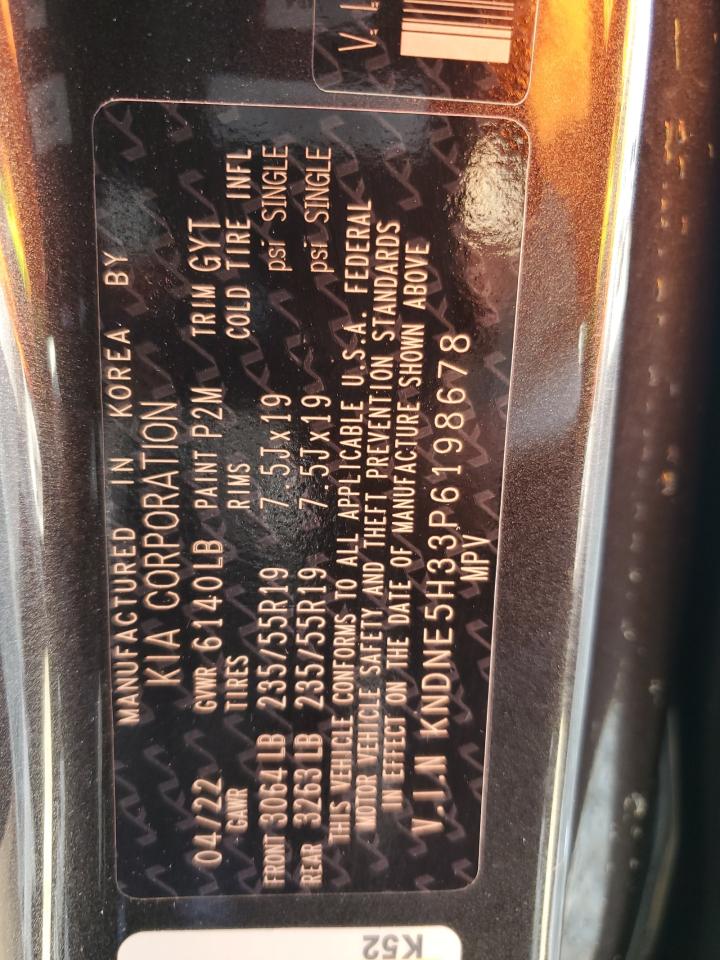 MANUFACTURED IN KOREA BY
KIA CORPORATION
04/22 GVWR 6140LB PAINT P2M TRIM GYT
GAWR TIRES RIMS COLD TIRE INFL
FRONT 3064LB 235/55R19 7.5Jx19 psi SINGLE
REAR 3263LB 235/55R19 7.5Jx19 psi SINGLE
THIS VEHICLE CONFORMS TO ALL APPLICABLE U.S.A. FEDERAL
MOTOR VEHICLE SAFETY AND THEFT PREVENTION STANDARDS
IN EFFECT ON THE DATE OF MANUFACTURE SHOWN ABOVE
V.I.N KNDNE5H33P6198678
MPV
V.I.
K52